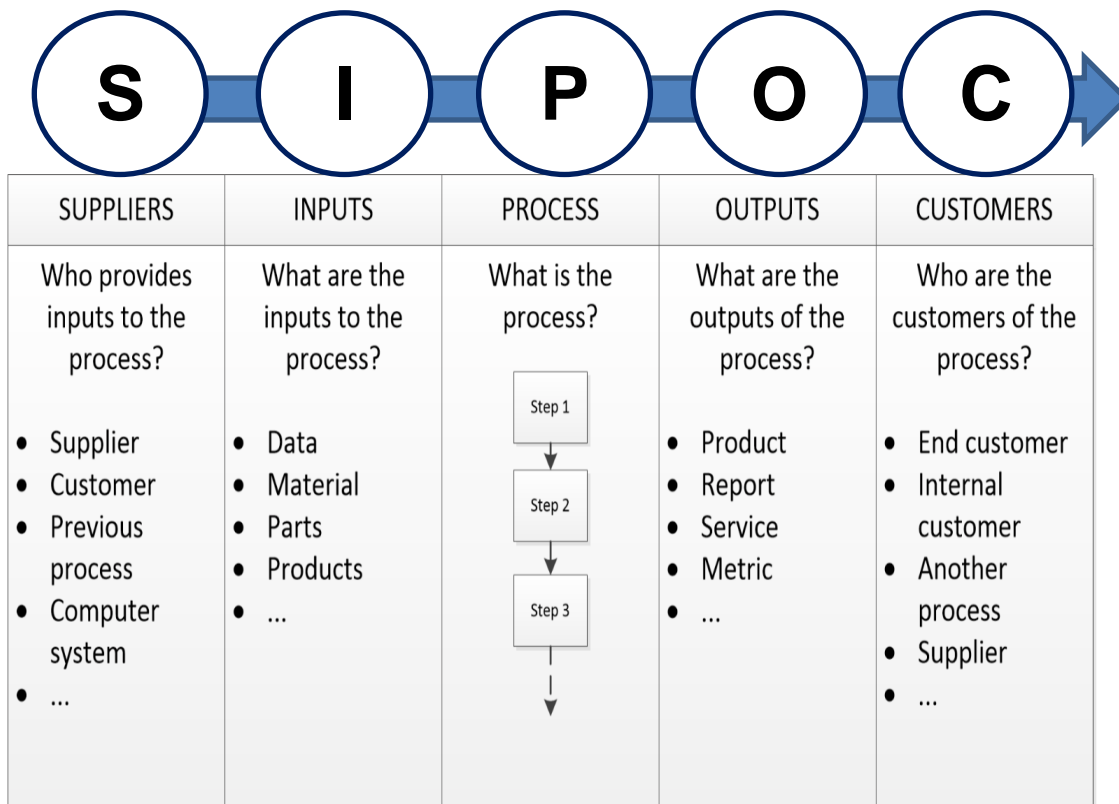 S I P O C
SUPPLIERS
INPUTS
PROCESS
OUTPUTS
CUSTOMERS
Who provides
inputs to the
process?
• Supplier
• Customer
• Previous
process
• Computer
system
• ...
What are the
inputs to the
process?
• Data
• Material
• Parts
• Products
• ...
What is the
process?
Step 1
Step 2
Step 3
What are the
outputs of the
process?
• Product
• Report
• Service
• Metric
• ...
Who are the
customers of the
process?
• End customer
• Internal
customer
• Another
process
• Supplier
• ...